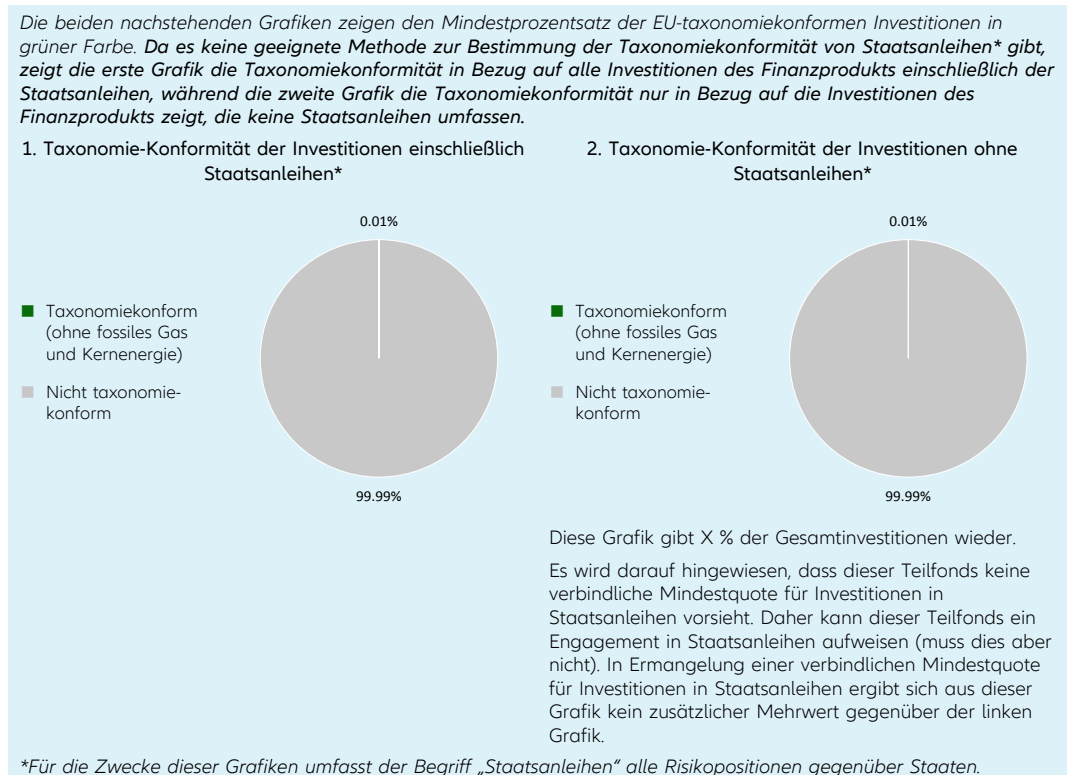 Die beiden nachstehenden Grafiken zeigen den Mindestprozentsatz der EU-taxonomiekonformen Investitionen in
grüner Farbe. Da es keine geeignete Methode zur Bestimmung der Taxonomiekonformität von Staatsanleihen* gibt,
zeigt die erste Grafik die Taxonomiekonformität in Bezug auf alle Investitionen des Finanzprodukts einschließlich der
Staatsanleihen, während die zweite Grafik die Taxonomiekonformität nur in Bezug auf die Investitionen des
Finanzprodukts zeigt, die keine Staatsanleihen umfassen.
1. Taxonomie-Konformität der Investitionen einschließlich
Staatsanleihen*
0.01%
Taxonomiekonform
(ohne fossiles Gas
und Kernenergie)
Nicht taxonomie-
konform
99.99%
2. Taxonomie-Konformität der Investitionen ohne
Staatsanleihen*
0.01%
Taxonomiekonform
(ohne fossiles Gas
und Kernenergie)
Nicht taxonomie-
konform
99.99%
Diese Grafik gibt X % der Gesamtinvestitionen wieder.
Es wird darauf hingewiesen, dass dieser Teilfonds keine
verbindliche Mindestquote für Investitionen in
Staatsanleihen vorsieht. Daher kann dieser Teilfonds ein
Engagement in Staatsanleihen aufweisen (muss dies aber
nicht). In Ermangelung einer verbindlichen Mindestquote
für Investitionen in Staatsanleihen ergibt sich aus dieser
Grafik kein zusätzlicher Mehrwert gegenüber der linken
Grafik.
*Für die Zwecke dieser Grafiken umfasst der Begriff „Staatsanleihen" alle Risikopositionen gegenüber Staaten.